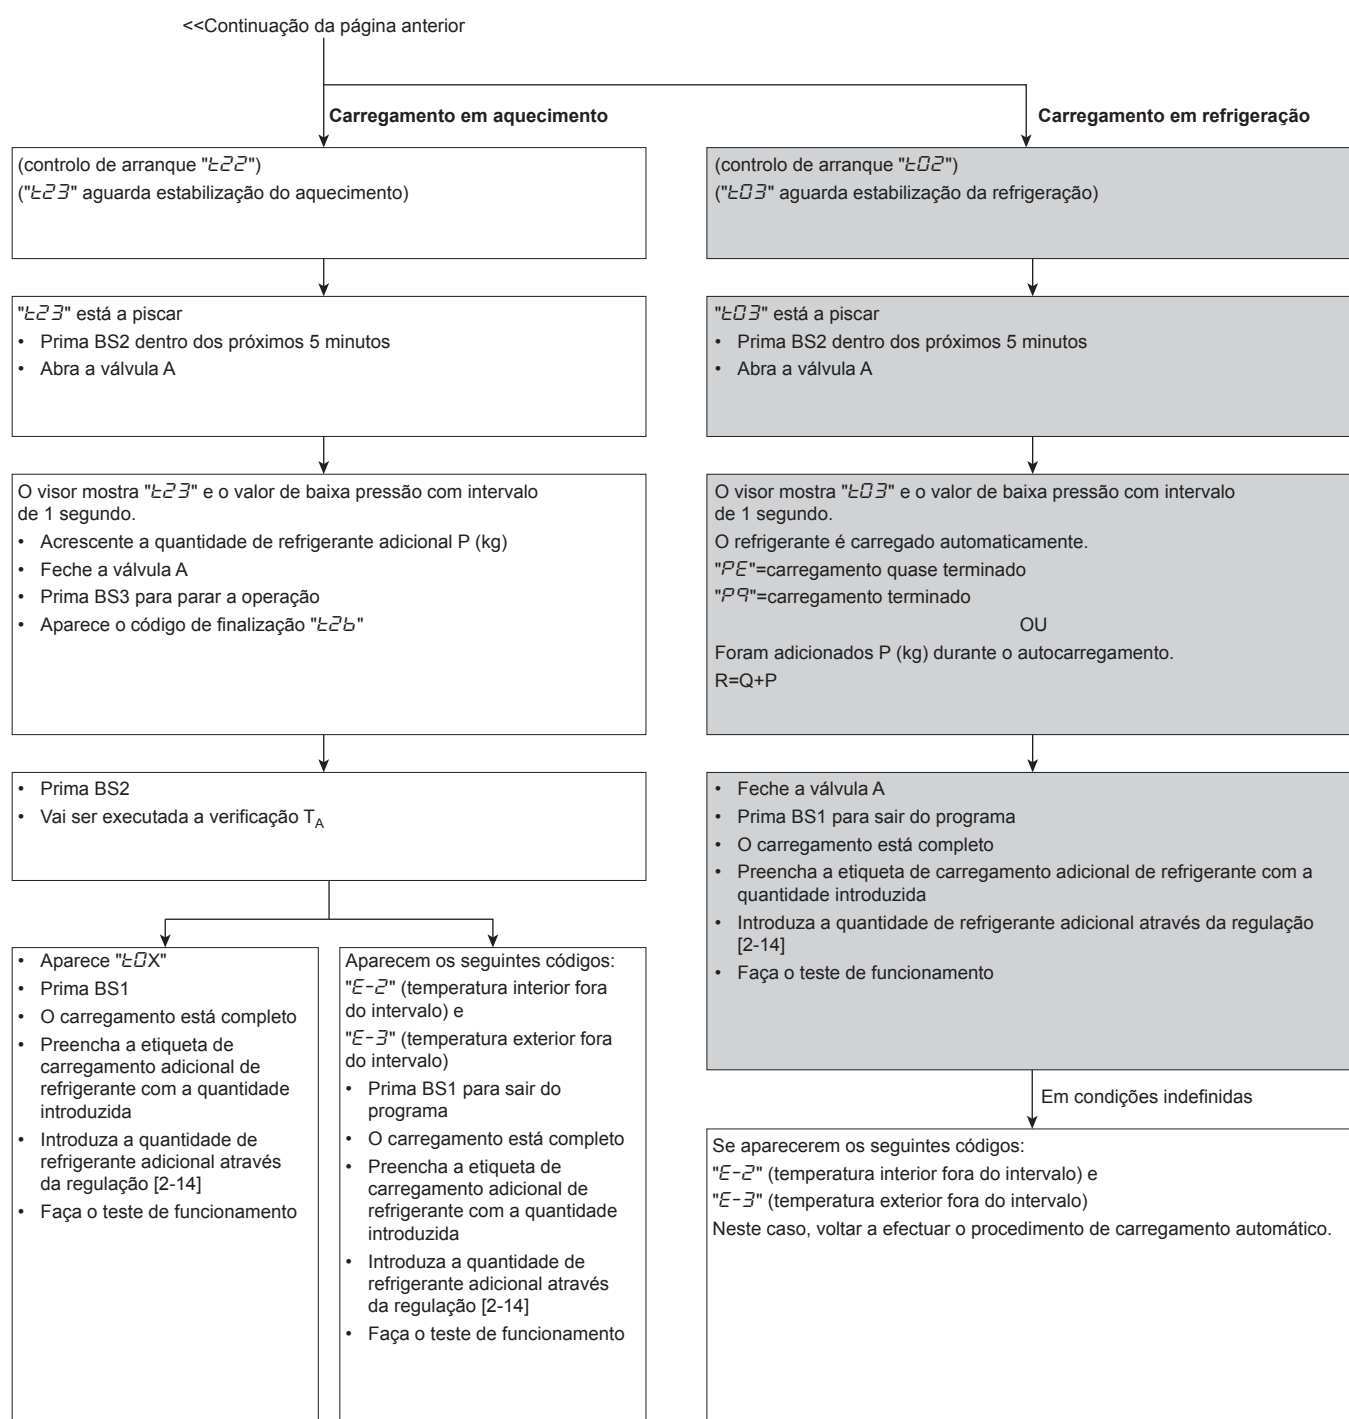 <<Continuação da página anterior
Carregamento em aquecimento
(controlo de arranque "t22")
("t23" aguarda estabilização do aquecimento)
"t23" está a piscar
• Prima BS2 dentro dos próximos 5 minutos
• Abra a válvula A
O visor mostra "t23" e o valor de baixa pressão com intervalo
de 1 segundo.
• Acrescente a quantidade de refrigerante adicional P (kg)
• Feche a válvula A
• Prima BS3 para parar a operação
• Aparece o código de finalização "t2b"
• Prima BS2
• Vai ser executada a verificação TA
• Aparece "t0X"
• Prima BS1
• O carregamento está completo
• Preencha a etiqueta de
carregamento adicional de
refrigerante com a quantidade
introduzida
• Introduza a quantidade de
refrigerante adicional através
da regulação [2-14]
• Faça o teste de funcionamento
Aparecem os seguintes códigos:
"E-2" (temperatura interior fora
do intervalo) e
"E-3" (temperatura exterior fora
do intervalo)
• Prima BS1 para sair do
programa
• O carregamento está completo
• Preencha a etiqueta de
carregamento adicional de
refrigerante com a quantidade
introduzida
• Introduza a quantidade de
refrigerante adicional através
da regulação [2-14]
• Faça o teste de funcionamento
Carregamento em refrigeração
(controlo de arranque "t02")
("t03" aguarda estabilização da refrigeração)
"t03" está a piscar
• Prima BS2 dentro dos próximos 5 minutos
• Abra a válvula A
O visor mostra "t03" e o valor de baixa pressão com intervalo
de 1 segundo.
O refrigerante é carregado automaticamente.
"PE"=carregamento quase terminado
"P9"=carregamento terminado
OU
Foram adicionados P (kg) durante o autocarregamento.
R=Q+P
• Feche a válvula A
• Prima BS1 para sair do programa
• O carregamento está completo
• Preencha a etiqueta de carregamento adicional de refrigerante com a
quantidade introduzida
• Introduza a quantidade de refrigerante adicional através da regulação
[2-14]
• Faça o teste de funcionamento
Em condições indefinidas
Se aparecerem os seguintes códigos:
"E-2" (temperatura interior fora do intervalo) e
"E-3" (temperatura exterior fora do intervalo)
Neste caso, voltar a efectuar o procedimento de carregamento automático.